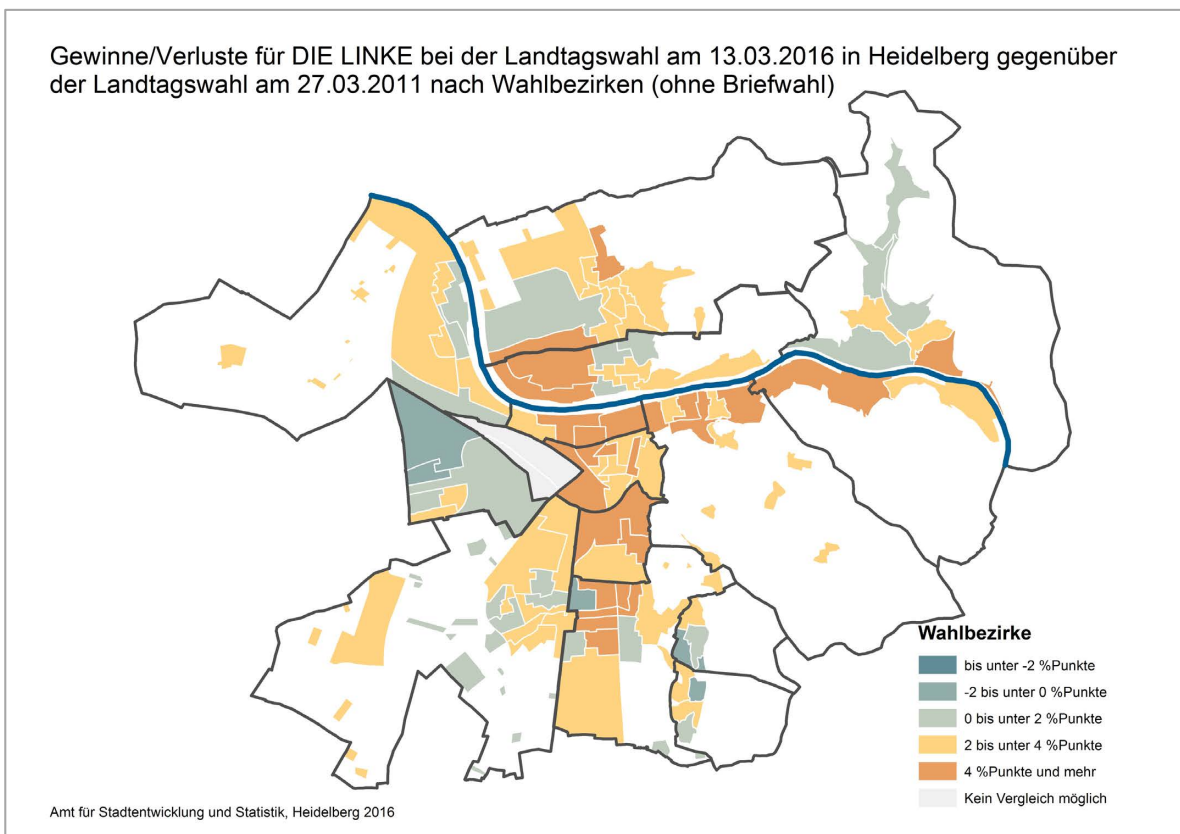 Gewinne/Verluste für DIE LINKE bei der Landtagswahl am 13.03.2016 in Heidelberg gegenüber
der Landtagswahl am 27.03.2011 nach Wahlbezirken (ohne Briefwahl)
Wahlbezirke
bis unter -2 %Punkte
-2 bis unter 0 %Punkte
0 bis unter 2 %Punkte
2 bis unter 4 %Punkte
4 %Punkte und mehr
Kein Vergleich möglich
Amt für Stadtentwicklung und Statistik, Heidelberg 2016